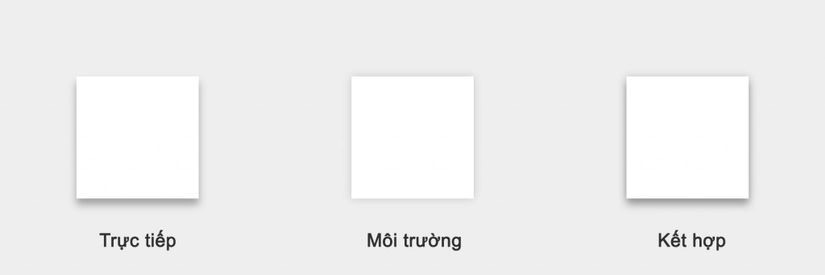 Trực tiếp
Môi trường
Kết hợp